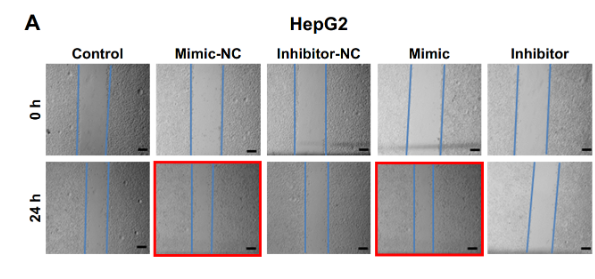 A
HepG2
Control Mimic-NC Inhibitor-NC Mimic Inhibitor
0 h
24 h